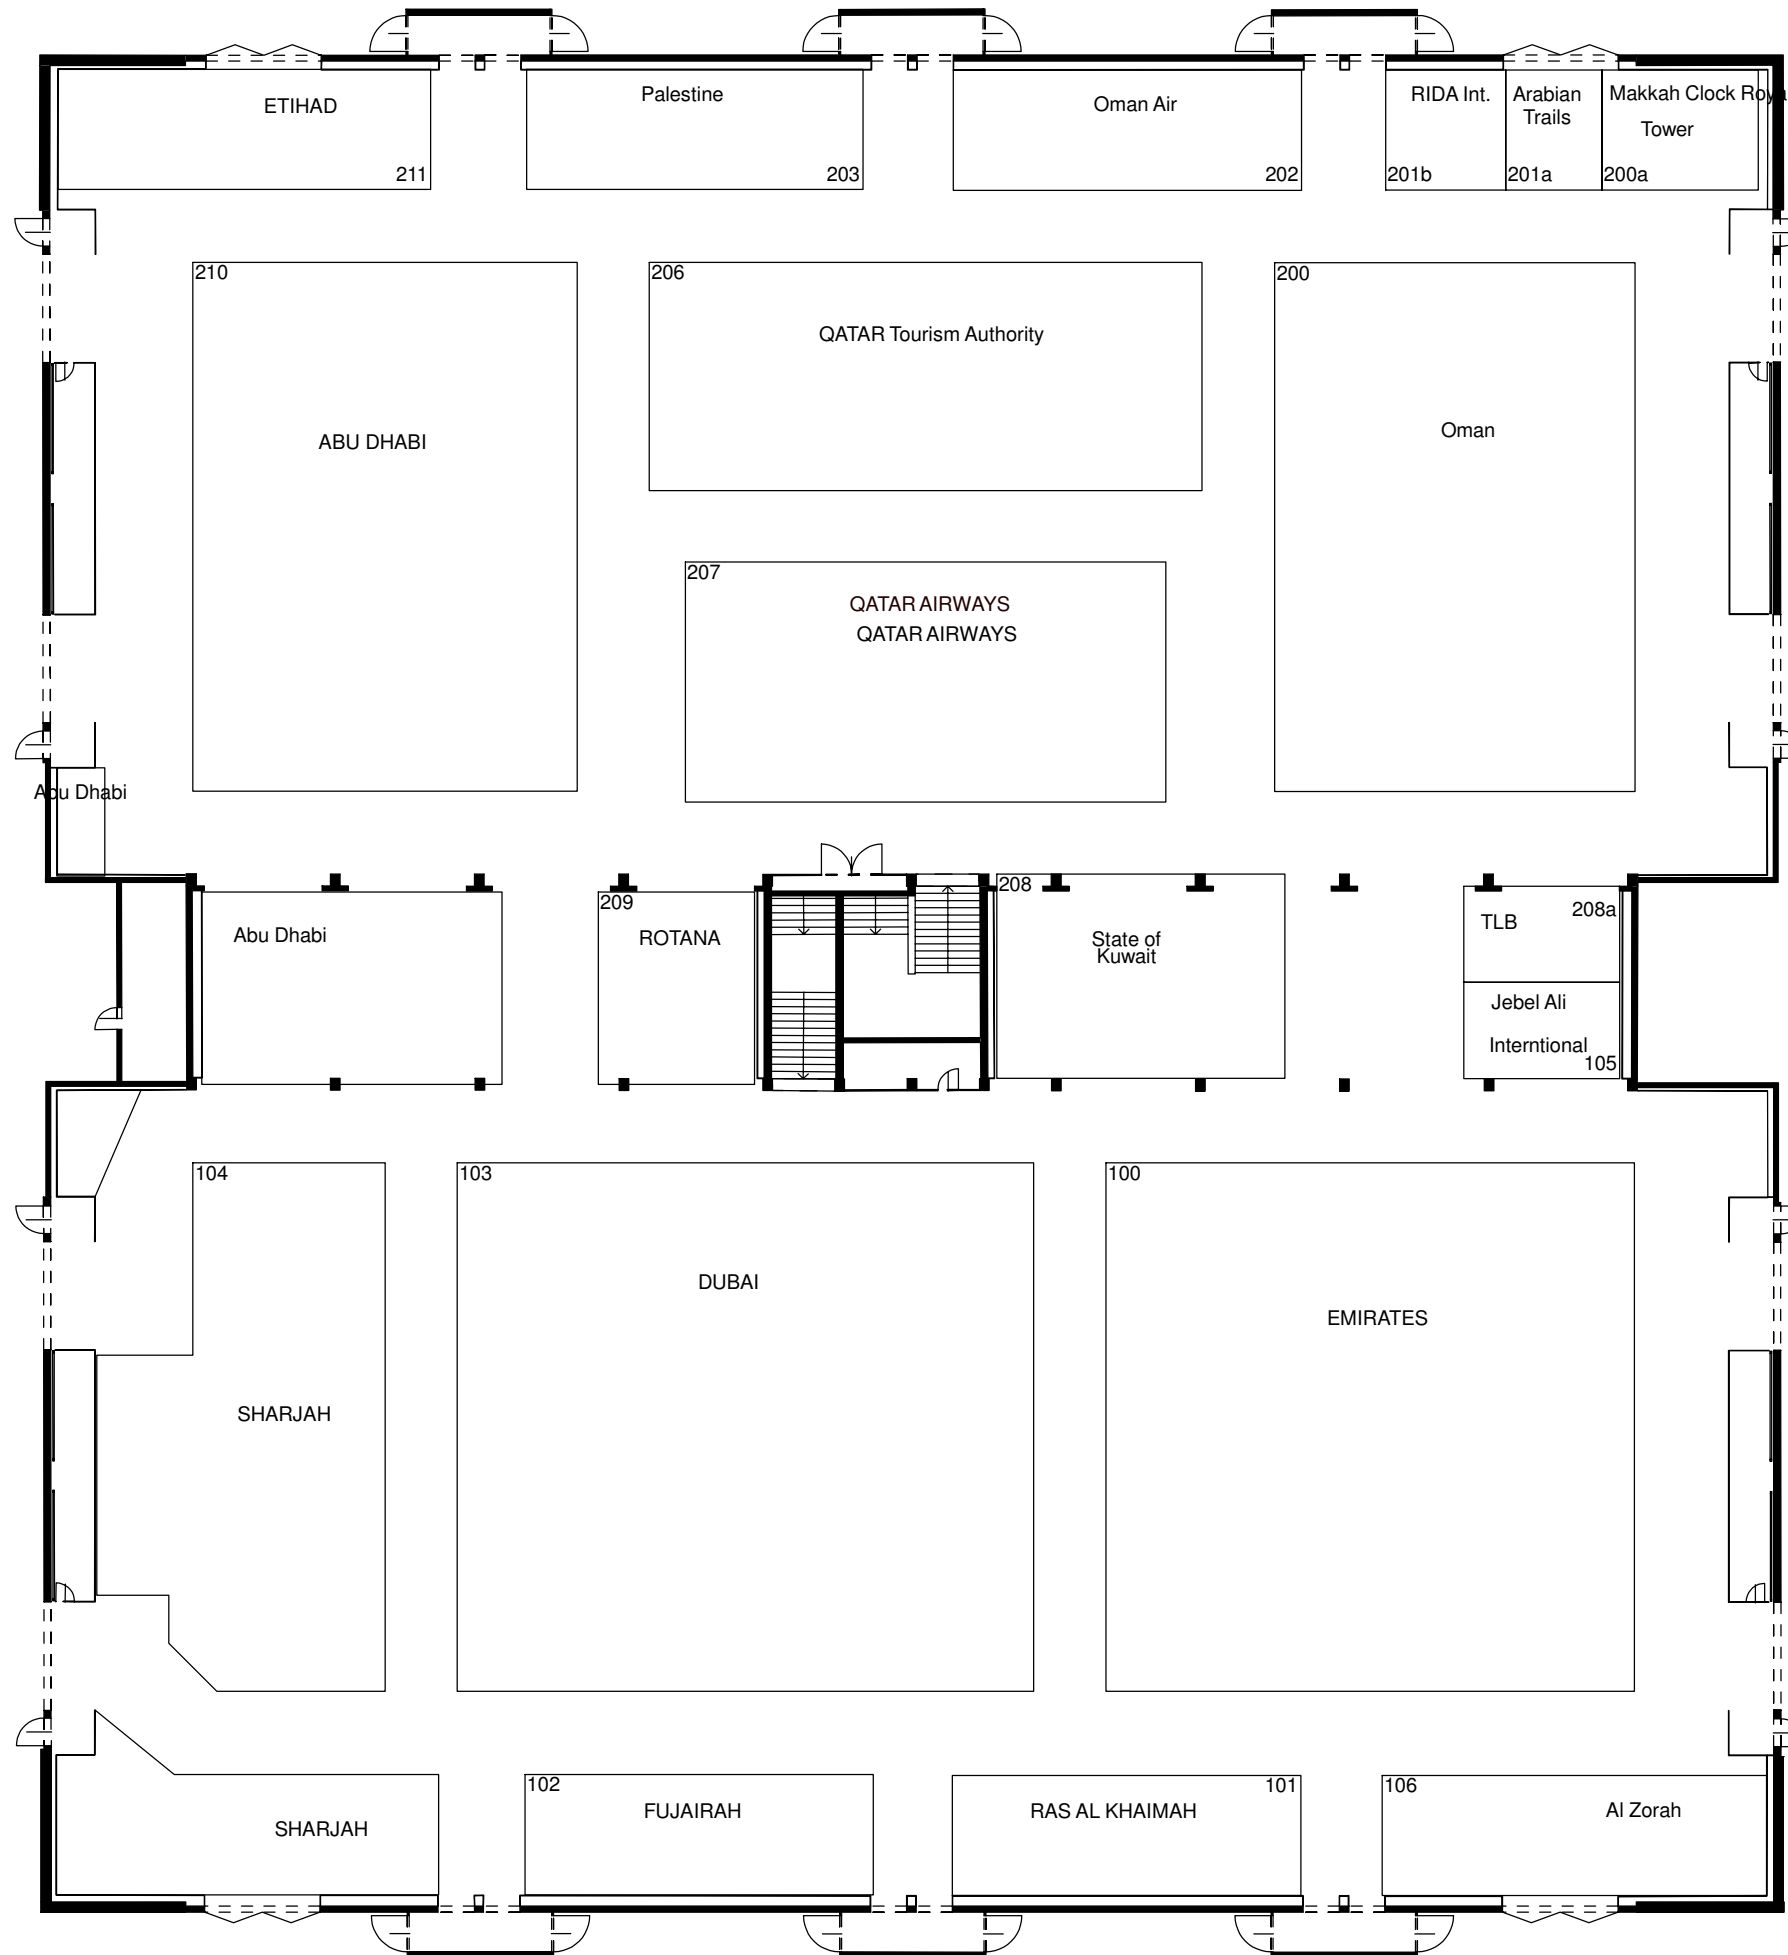 ETIHAD
211
Palestine
203
Oman Air
202
RIDA Int.
201b
Arabian
Trails
201a
Makkah Clock Roya
Tower
200a
210
ABU DHABI
206
QATAR Tourism Authority
200
Oman
207
QATAR AIRWAYS
QATAR AIRWAYS
Abu Dhabi
Abu Dhabi
209
ROTANA
208
State of
Kuwait
TLB
208a
Jebel Ali
Interntional
105
104
SHARJAH
103
DUBAI
100
EMIRATES
SHARJAH
102
FUJAIRAH
101
RAS AL KHAIMAH
106
Al Zorah